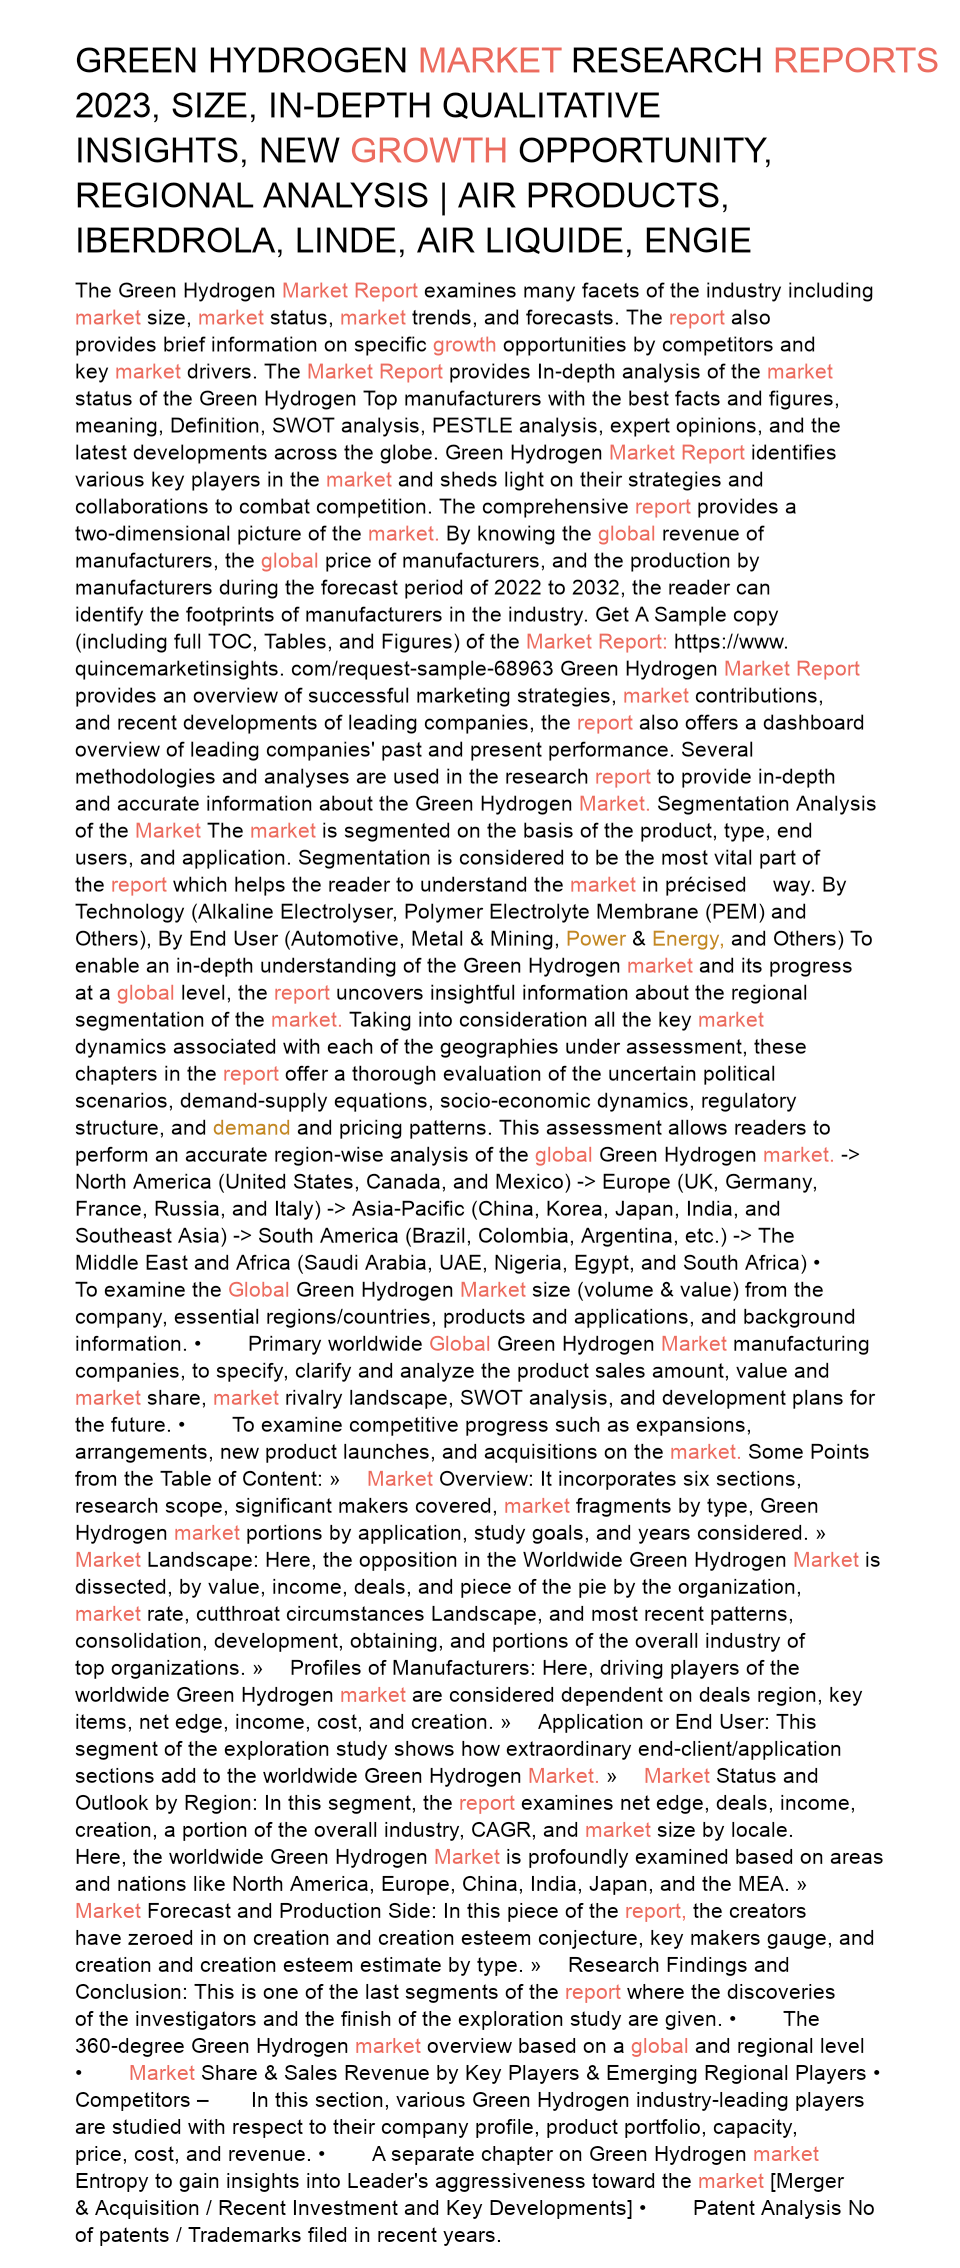 GREEN HYDROGEN MARKET RESEARCH REPORTS
2023, SIZE, IN-DEPTH QUALITATIVE
INSIGHTS, NEW GROWTH OPPORTUNITY,
REGIONAL ANALYSIS | AIR PRODUCTS,
IBERDROLA, LINDE, AIR LIQUIDE, ENGIE
The Green Hydrogen Market Report examines many facets of the industry including
market size, market status, market trends, and forecasts. The report also
provides brief information on specific growth opportunities by competitors and
key market drivers. The Market Report provides In-depth analysis of the market
status of the Green Hydrogen Top manufacturers with the best facts and figures,
meaning, Definition, SWOT analysis, PESTLE analysis, expert opinions, and the
latest developments across the globe. Green Hydrogen Market Report identifies
various key players in the market and sheds light on their strategies and
collaborations to combat competition. The comprehensive report provides a
two-dimensional picture of the market. By knowing the global revenue of
manufacturers, the global price of manufacturers, and the production by
manufacturers during the forecast period of 2022 to 2032, the reader can
identify the footprints of manufacturers in the industry. Get A Sample copy
(including full TOC, Tables, and Figures) of the Market Report: https://www.
quincemarketinsights. com/request-sample-68963 Green Hydrogen Market Report
provides an overview of successful marketing strategies, market contributions,
and recent developments of leading companies, the report also offers a dashboard
overview of leading companies' past and present performance. Several
methodologies and analyses are used in the research report to provide in-depth
and accurate information about the Green Hydrogen Market. Segmentation Analysis
of the Market The market is segmented on the basis of the product, type, end
users, and application. Segmentation is considered to be the most vital part of
the report which helps the reader to understand the market in précised way. By
Technology (Alkaline Electrolyser, Polymer Electrolyte Membrane (PEM) and
Others), By End User (Automotive, Metal & Mining, Power & Energy, and Others) To
enable an in-depth understanding of the Green Hydrogen market and its progress
at a global level, the report uncovers insightful information about the regional
segmentation of the market. Taking into consideration all the key market
dynamics associated with each of the geographies under assessment, these
chapters in the report offer a thorough evaluation of the uncertain political
scenarios, demand-supply equations, socio-economic dynamics, regulatory
structure, and demand and pricing patterns. This assessment allows readers to
perform an accurate region-wise analysis of the global Green Hydrogen market. ->
North America (United States, Canada, and Mexico) -> Europe (UK, Germany,
France, Russia, and Italy) -> Asia-Pacific (China, Korea, Japan, India, and
Southeast Asia) -> South America (Brazil, Colombia, Argentina, etc.) -> The
Middle East and Africa (Saudi Arabia, UAE, Nigeria, Egypt, and South Africa) •
To examine the Global Green Hydrogen Market size (volume & value) from the
company, essential regions/countries, products and applications, and background
information. • Primary worldwide Global Green Hydrogen Market manufacturing
companies, to specify, clarify and analyze the product sales amount, value and
market share, market rivalry landscape, SWOT analysis, and development plans for
the future. • To examine competitive progress such as expansions,
arrangements, new product launches, and acquisitions on the market. Some Points
from the Table of Content: » Market Overview: It incorporates six sections,
research scope, significant makers covered, market fragments by type, Green
Hydrogen market portions by application, study goals, and years considered. »
Market Landscape: Here, the opposition in the Worldwide Green Hydrogen Market is
dissected, by value, income, deals, and piece of the pie by the organization,
market rate, cutthroat circumstances Landscape, and most recent patterns,
consolidation, development, obtaining, and portions of the overall industry of
top organizations. » Profiles of Manufacturers: Here, driving players of the
worldwide Green Hydrogen market are considered dependent on deals region, key
items, net edge, income, cost, and creation. » Application or End User: This
segment of the exploration study shows how extraordinary end-client/application
sections add to the worldwide Green Hydrogen Market. » Market Status and
Outlook by Region: In this segment, the report examines net edge, deals, income,
creation, a portion of the overall industry, CAGR, and market size by locale.
Here, the worldwide Green Hydrogen Market is profoundly examined based on areas
and nations like North America, Europe, China, India, Japan, and the MEA. »
Market Forecast and Production Side: In this piece of the report, the creators
have zeroed in on creation and creation esteem conjecture, key makers gauge, and
creation and creation esteem estimate by type. » Research Findings and
Conclusion: This is one of the last segments of the report where the discoveries
of the investigators and the finish of the exploration study are given. • The
360-degree Green Hydrogen market overview based on a global and regional level
• Market Share & Sales Revenue by Key Players & Emerging Regional Players •
Competitors – In this section, various Green Hydrogen industry-leading players
are studied with respect to their company profile, product portfolio, capacity,
price, cost, and revenue. • A separate chapter on Green Hydrogen market
Entropy to gain insights into Leader's aggressiveness toward the market [Merger
& Acquisition / Recent Investment and Key Developments] • Patent Analysis No
of patents / Trademarks filed in recent years.